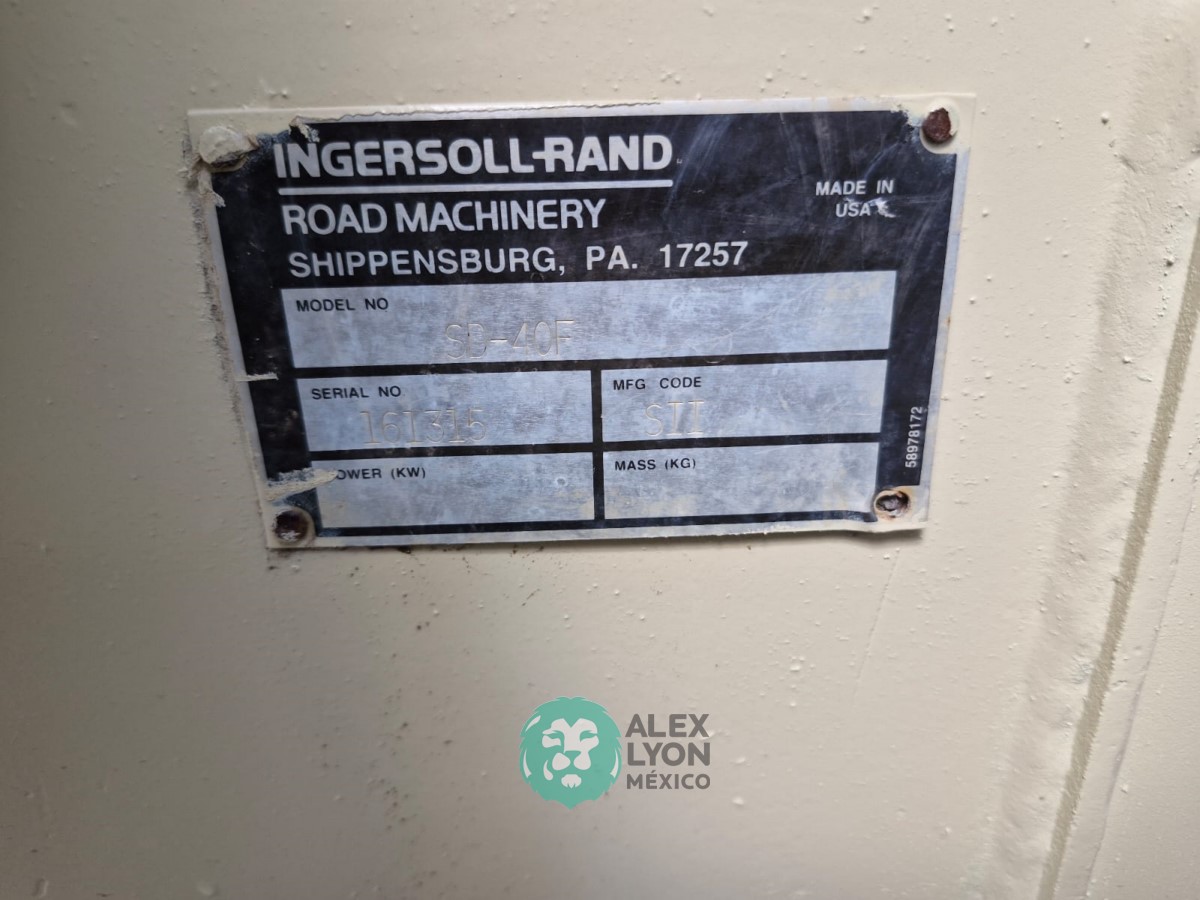 INGERSOLL-RAND
ROAD MACHINERY
SHIPPENSBURG, PA. 17257
MADE IN
USA
MODEL NO
SD-40F
SERIAL NO
161315
MFG CODE
SII
POWER (KW)
MASS (KG)
58978172
ALEX
LYON
MÉXICO